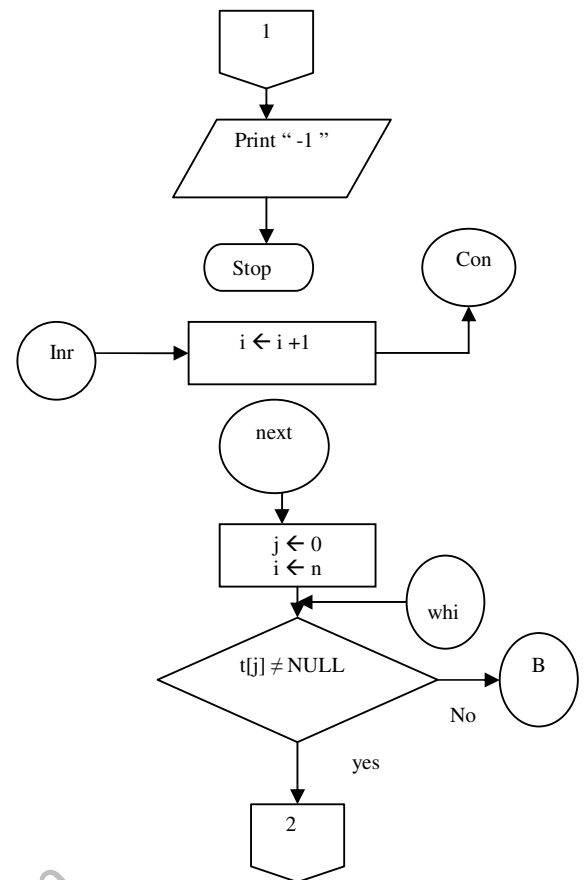 1
Print “ -1 ”
Stop
Con
Inr
i ← i +1
next
j ← 0
i ← n
whi
t[j] ≠ NULL
B
No
yes
2